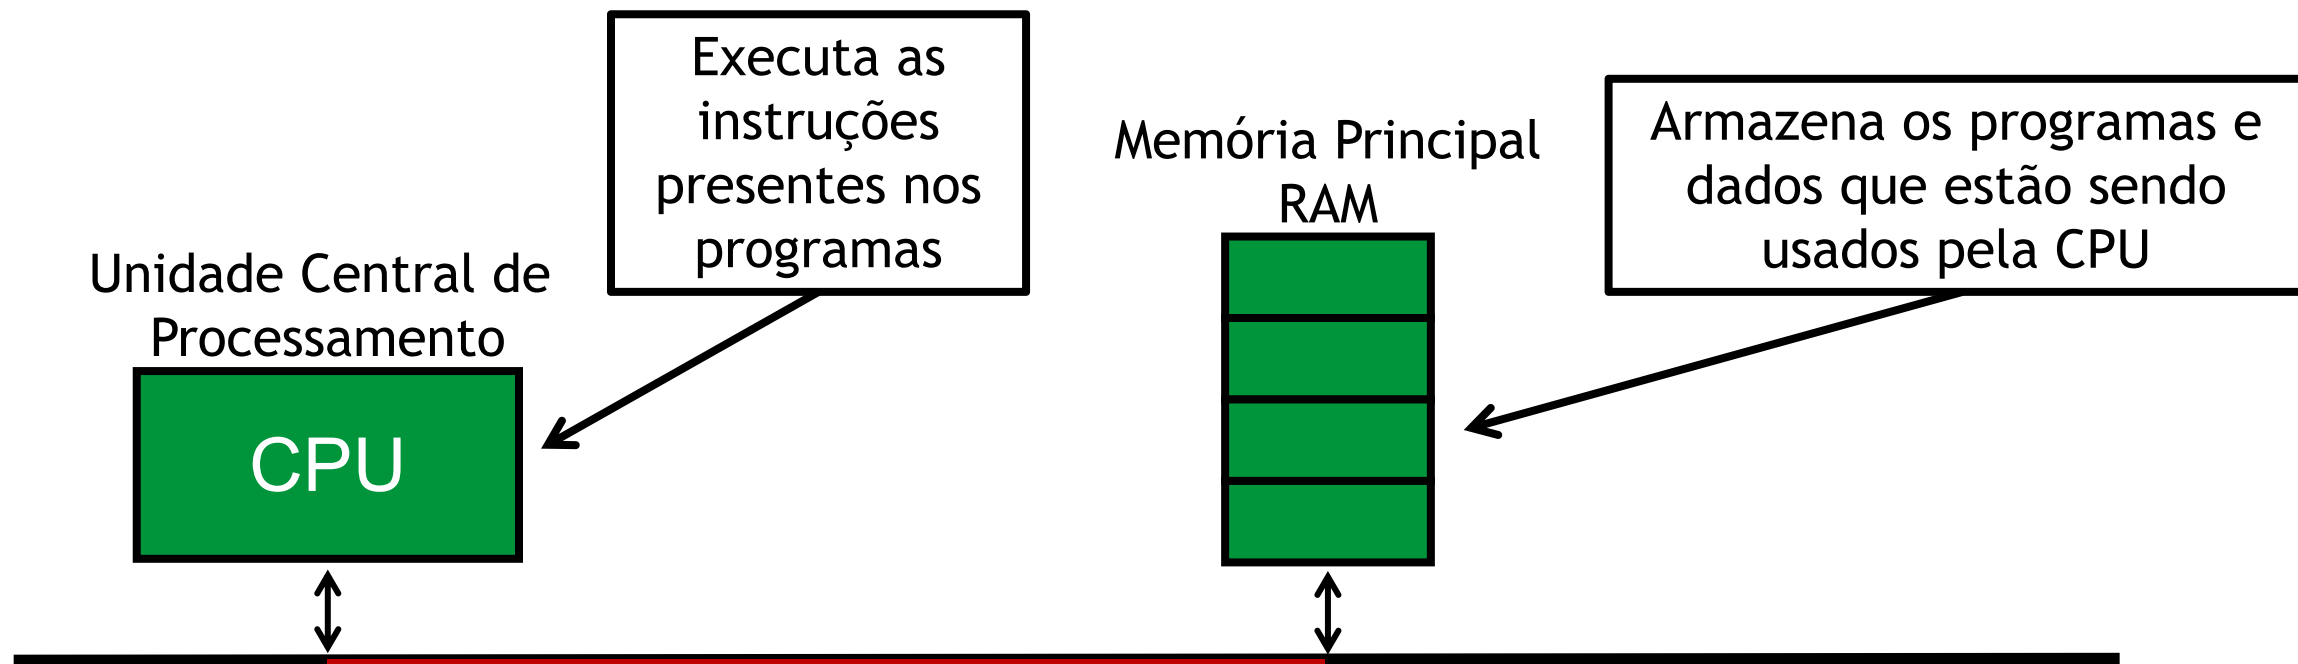 Executa as
instruções
presentes nos
programas
Memória Principal
RAM
Armazena os programas e
dados que estão sendo
usados pela CPU
Unidade Central de
Processamento
CPU